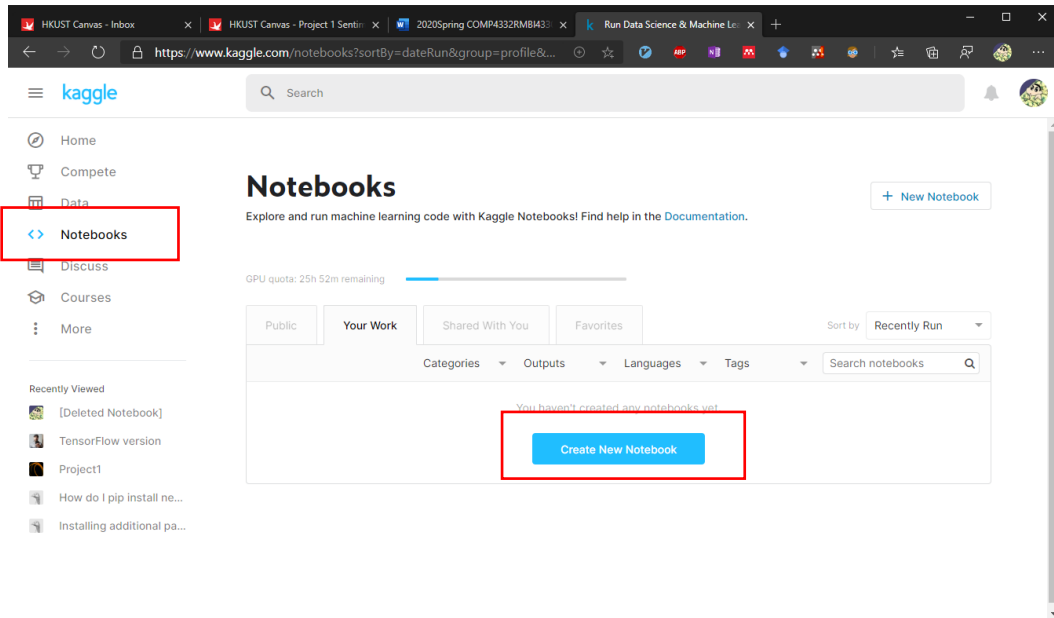 HKUST Canvas - Inbox
HKUST Canvas - Project 1 Sentin
2020Spring COMP4332RMBI433
Run Data Science & Machine Lea
https://www.kaggle.com/notebooks?sortBy=dateRun&group=profile&...
kaggle
Search
Home
Compete
Data
Notebooks
Discuss
Courses
More
Recently Viewed
[Deleted Notebook]
TensorFlow version
Project1
How do I pip install ne...
Installing additional pa...
Notebooks
+ New Notebook
Explore and run machine learning code with Kaggle Notebooks! Find help in the Documentation.
GPU quota: 25h 52m remaining
Public Your Work Shared With You Favorites
Sort by Recently Run
Categories Outputs Languages Tags Search notebooks
You haven't created any notebooks yet
Create New Notebook